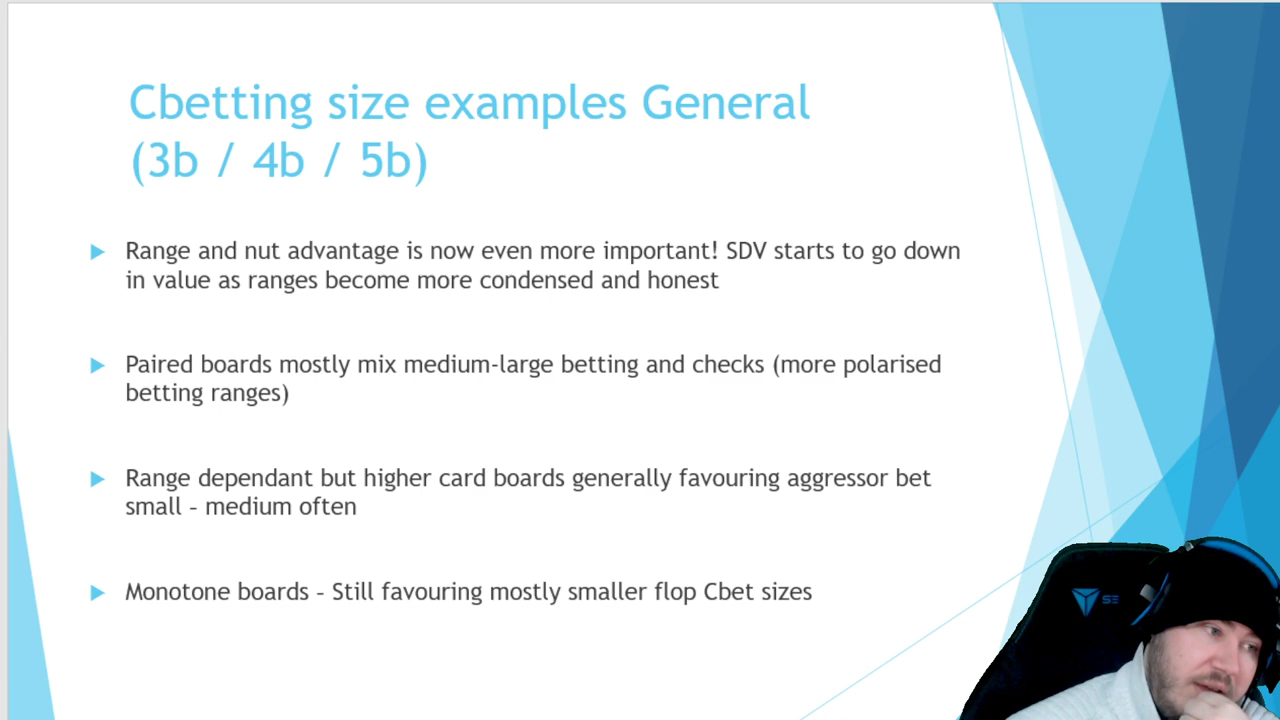 Cbetting size examples General
(3b / 4b / 5b)
Range and nut advantage is now even more important! SDV starts to go down
in value as ranges become more condensed and honest
Paired boards mostly mix medium-large betting and checks (more polarised
betting ranges)
Range dependant but higher card boards generally favouring aggressor bet
small – medium often
Monotone boards – Still favouring mostly smaller flop Cbet sizes
SE